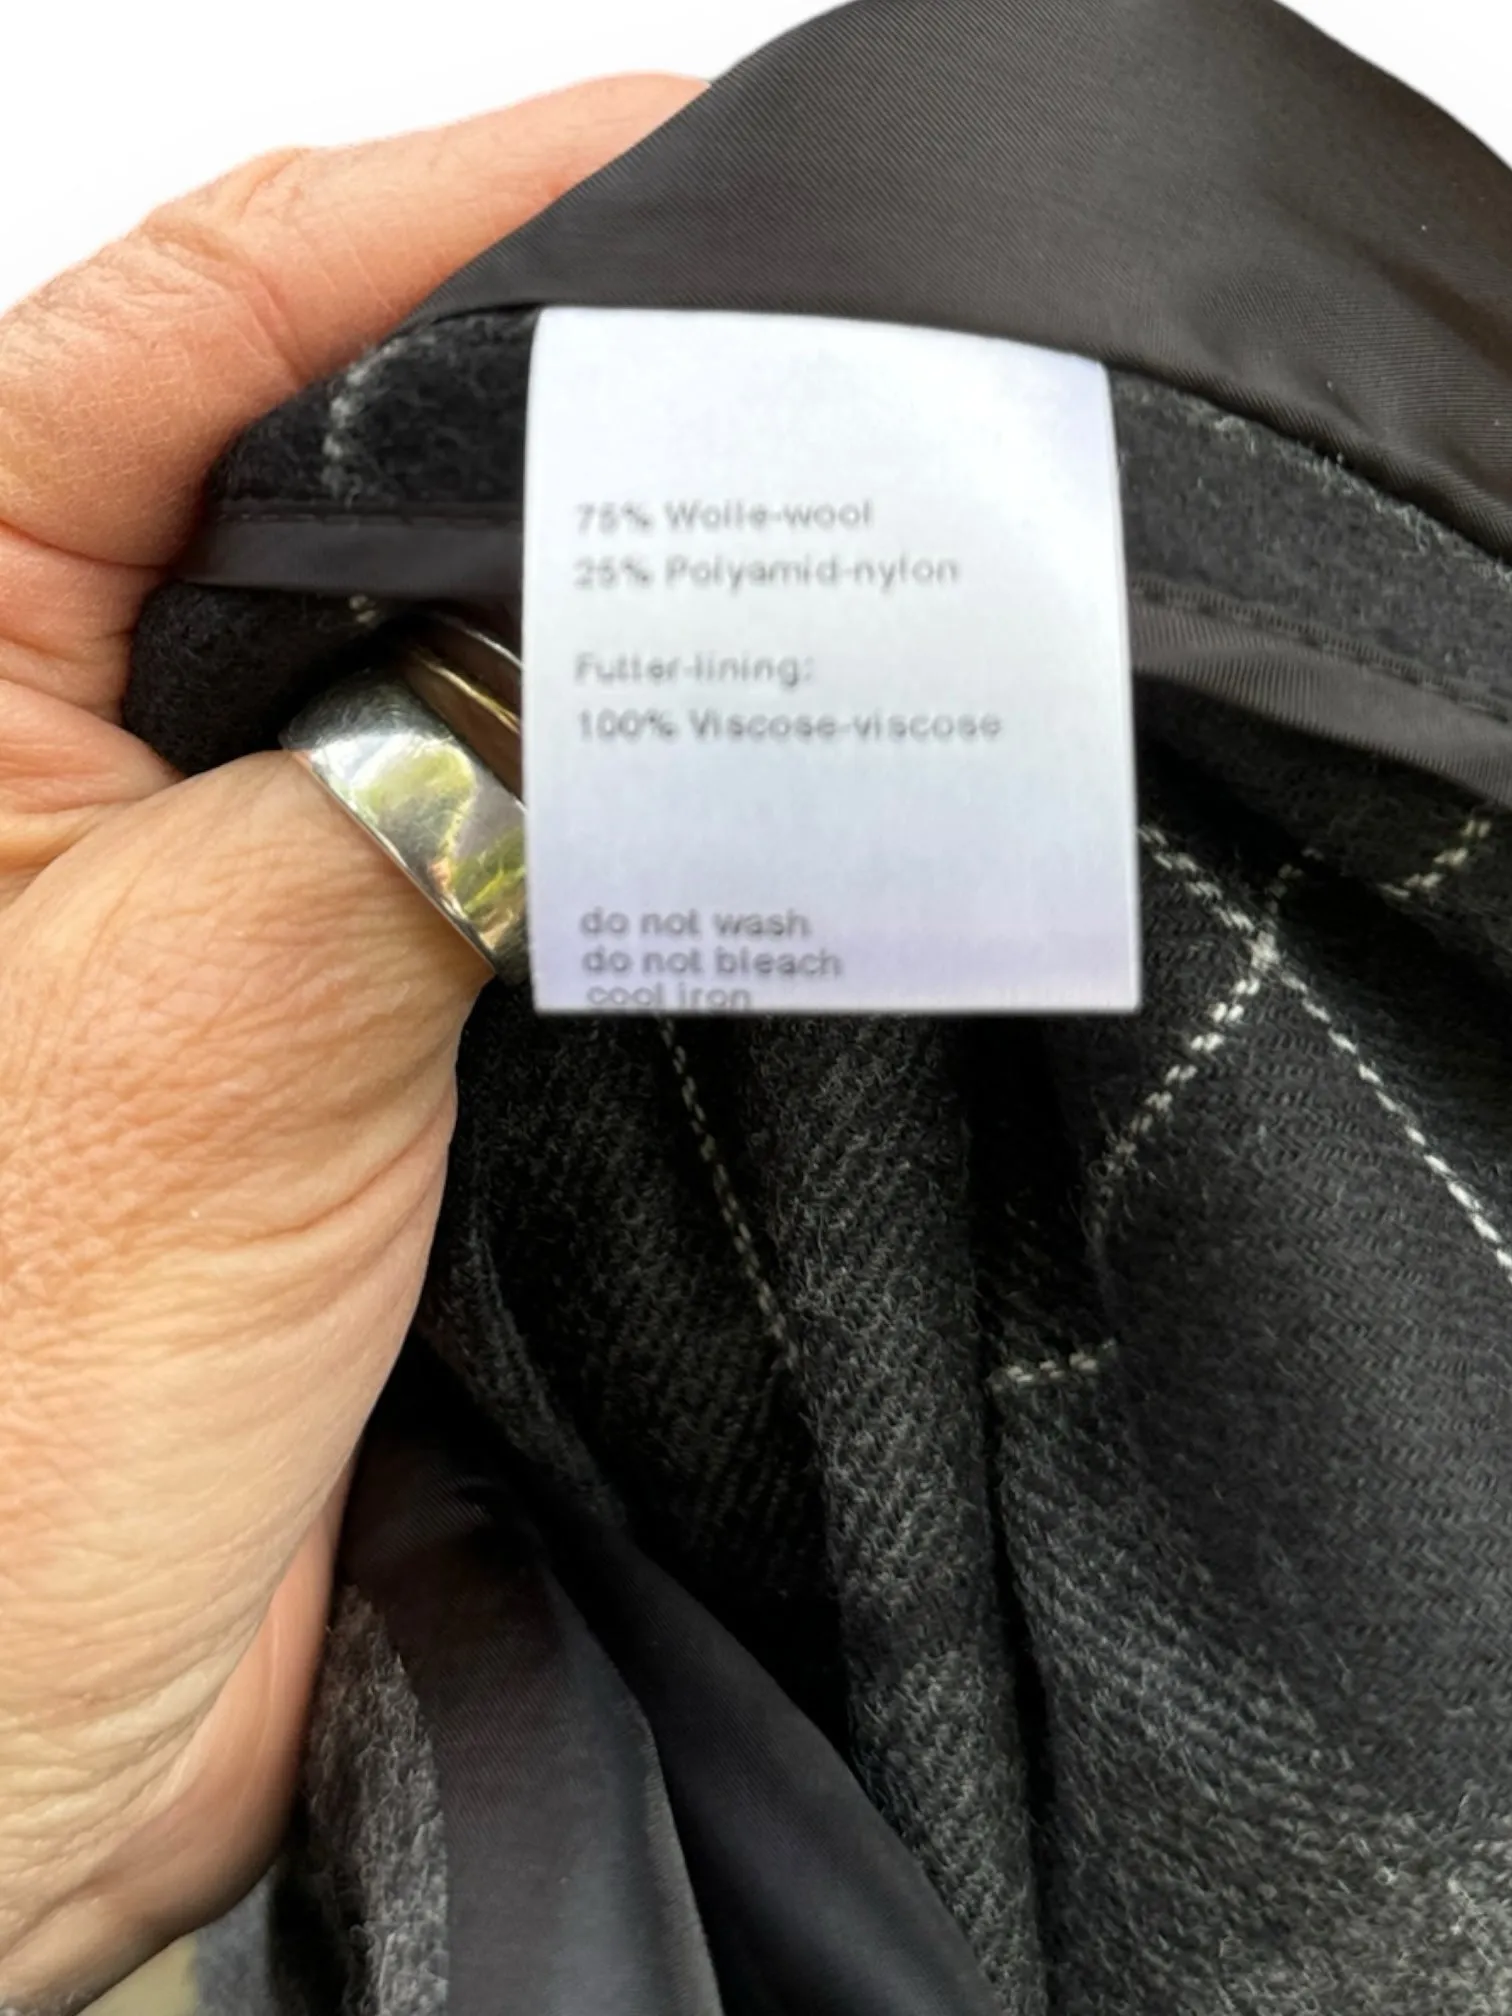 75% Wolle-wool
25% Polyamid-nylon
Futter-lining:
100% Viscose-viscose
do not wash
do not bleach
cool iron